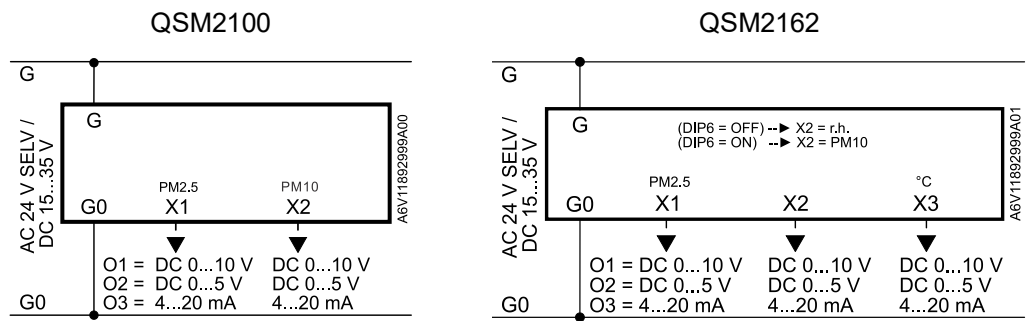 QSM2100
G
G
AC 24 V SELV /
DC 15...35 V
PM2.5
PM10
G0
X1
X2
O1 = DC 0...10 V DC 0...10 V
O2 = DC 0...5 V DC 0...5 V
O3 = 4...20 mA 4...20 mA
G0
A6V11892999A00
QSM2162
G
G
(DIP6 = OFF) --► X2 = r.h.
(DIP6 = ON) --► X2 = PM10
AC 24 V SELV /
DC 15...35 V
PM2.5
°C
G0
X1
X2
X3
O1 = DC 0...10 V DC 0...10 V DC 0...10 V
O2 = DC 0...5 V DC 0...5 V DC 0...5 V
O3 = 4...20 mA 4...20 mA 4...20 mA
G0
A6V11892999A01